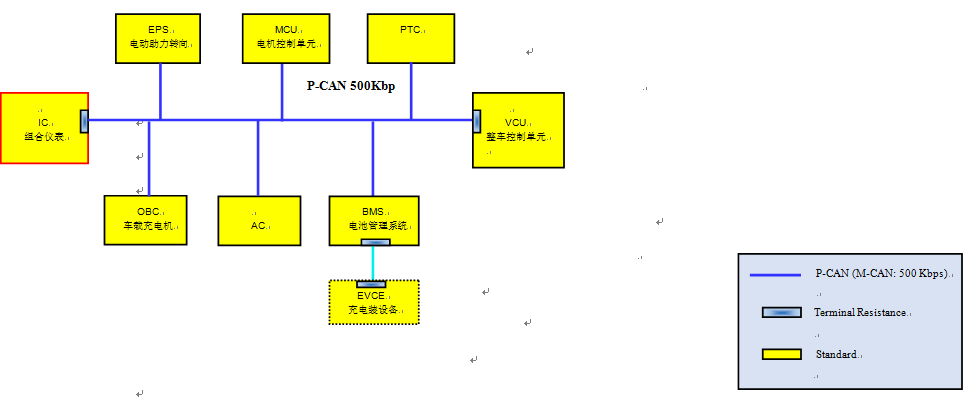 EPS
电动助力转向
MCU
电机控制单元
PTC
P-CAN 500Kbp
IC
组合仪表
VCU
整车控制单元
OBC
车载充电机
AC
BMS
电池管理系统
EVCE
充电装设备
P-CAN (M-CAN: 500 Kbps)
Terminal Resistance
Standard